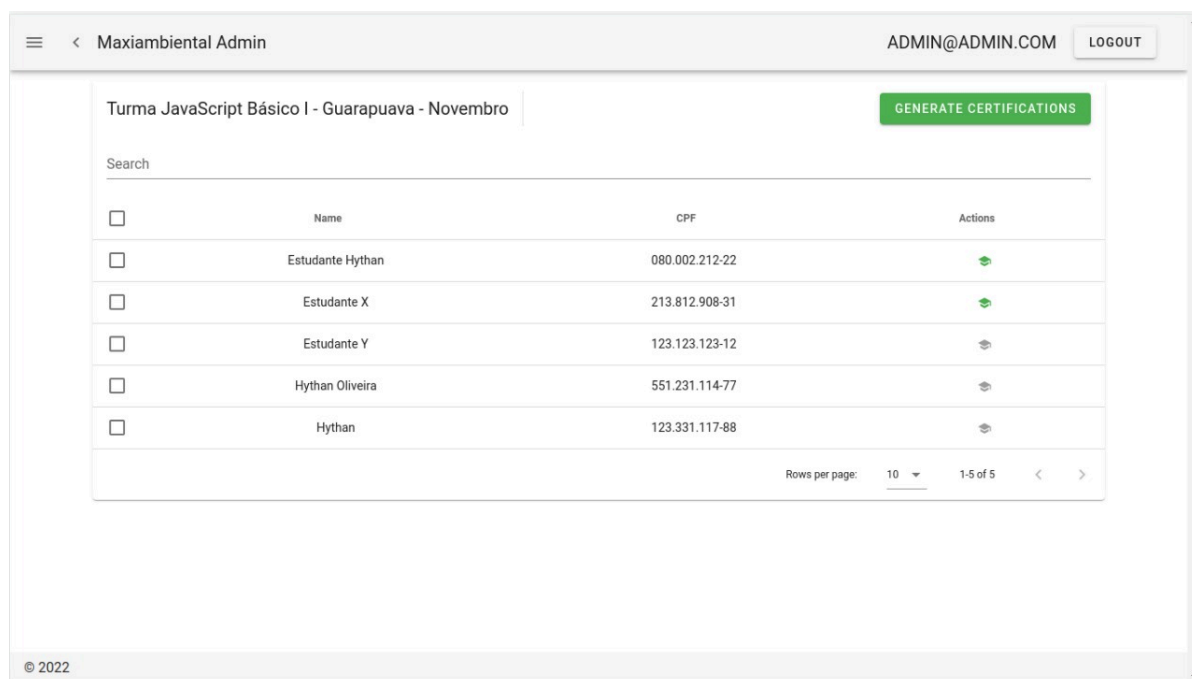 Maxiambiental Admin ADMIN@ADMIN.COM LOGOUT
Turma JavaScript Básico I - Guarapuava - Novembro GENERATE CERTIFICATIONS
Search
Name CPF Actions
Estudante Hythan 080.002.212-22
Estudante X 213.812.908-31
Estudante Y 123.123.123-12
Hythan Oliveira 551.231.114-77
Hythan 123.331.117-88
Rows per page: 10 1-5 of 5
© 2022